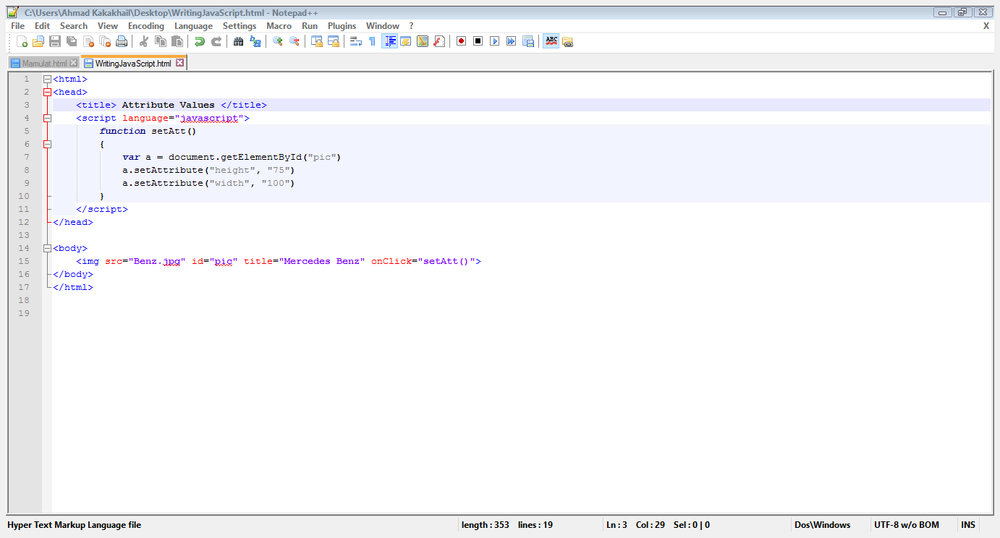 C:\Users\Ahmad Kakakhail\Desktop\WritingJavaScript.html - Notepad++
File Edit Search View Encoding Language Settings Macro Run Plugins Window ? X
ABC
Mamulat.html WritingJavaScript.html
1 <html>
2 <head>
3 <title> Attribute Values </title>
4 <script language="javascript">
5 function setAtt()
6 {
7 var a = document.getElementById("pic")
8 a.setAttribute("height", "75")
9 a.setAttribute("width", "100")
10 }
11 </script>
12 </head>
13
14 <body>
15 <img src="Benz.jpg" id="pic" title="Mercedes Benz" onClick="setAtt()">
16 </body>
17 </html>
18
19
Hyper Text Markup Language file length : 353 lines : 19 Ln : 3 Col : 29 Sel : 0 | 0 Dos\Windows UTF-8 w/o BOM INS